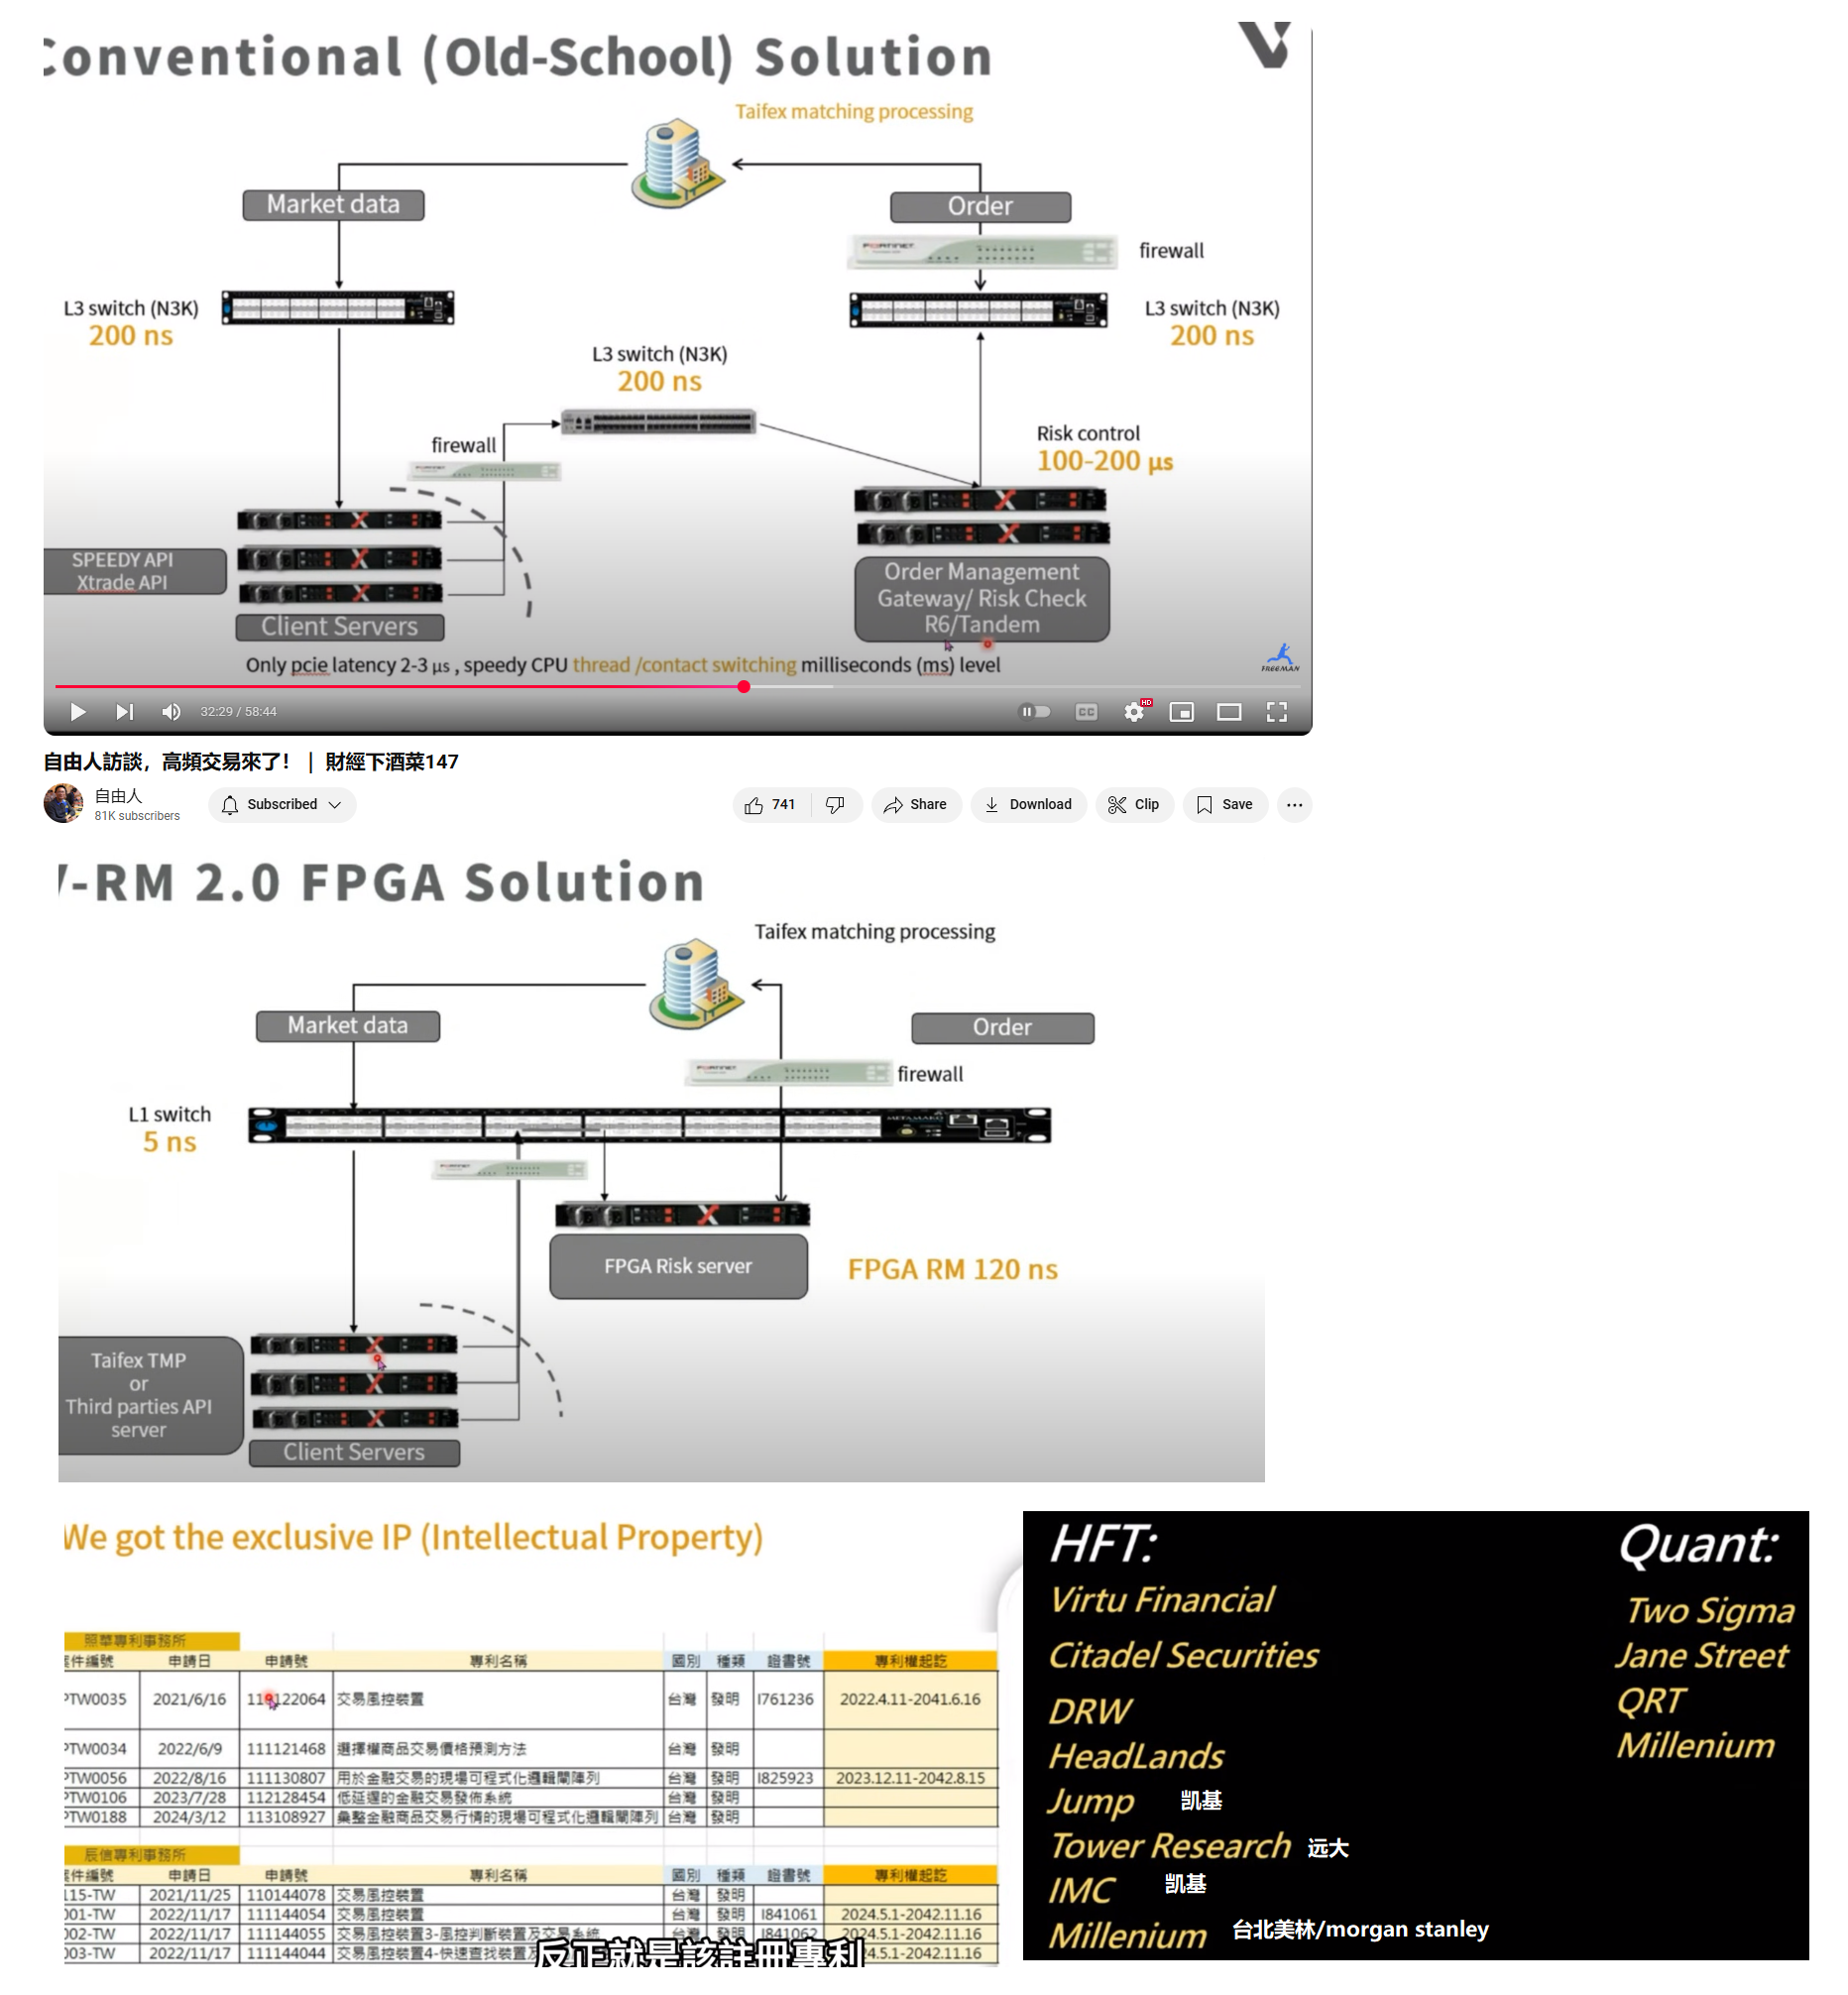 Conventional (Old-School) Solution
Taifex matching processing
Market data
Order
FORTINET
firewall
L3 switch (N3K)
200 ns
L3 switch (N3K)
200 ns
L3 switch (N3K)
200 ns
firewall
Risk control
100-200 µs
SPEEDY API
Xtrade API
Client Servers
Order Management
Gateway/ Risk Check
R6/Tandem
Only pcie latency 2-3 µs , speedy CPU thread /contact switching milliseconds (ms) level
FREEMAN
32:29 / 58:44
CC
HD
自由人訪談，高頻交易來了！ ｜ 財經下酒菜147
自由人
81K subscribers
Subscribed
741
Share
Download
Clip
Save
V-RM 2.0 FPGA Solution
Taifex matching processing
Market data
Order
FORTINET
firewall
L1 switch
5 ns
METAMAKO
FPGA Risk server
FPGA RM 120 ns
Taifex TMP
or
Third parties API
server
Client Servers
We got the exclusive IP (Intellectual Property)
照華專利事務所
件編號 申請日 申請號 專利名稱 國別 種類 證書號 專利權起訖
PTW0035 2021/6/16 110122064 交易風控裝置 台灣 發明 I761236 2022.4.11-2041.6.16
PTW0034 2022/6/9 111121468 選擇權商品交易價格預測方法 台灣 發明
PTW0056 2022/8/16 111130807 用於金融交易的現場可程式化邏輯閘陣列 台灣 發明 I825923 2023.12.11-2042.8.15
PTW0106 2023/7/28 112128454 低延遲的金融交易發佈系統 台灣 發明
PTW0188 2024/3/12 113108927 彙整金融商品交易行情的現場可程式化邏輯閘陣列 台灣 發明
辰信專利事務所
件編號 申請日 申請號 專利名稱 國別 種類 證書號 專利權起訖
115-TW 2021/11/25 110144078 交易風控裝置 台灣 發明
001-TW 2022/11/17 111144054 交易風控裝置 台灣 發明 I841061 2024.5.1-2042.11.16
002-TW 2022/11/17 111144055 交易風控裝置3-風控判斷裝置及交易系統 台灣 發明 I841062 2024.5.1-2042.11.16
003-TW 2022/11/17 111144044 交易風控裝置4-快速查找裝置及 4.5.1-2042.11.16
反正就是該註冊專利
HFT:
Virtu Financial
Citadel Securities
DRW
HeadLands
Jump 凯基
Tower Research 远大
IMC 凯基
Millenium 台北美林/morgan stanley
Quant:
Two Sigma
Jane Street
QRT
Millenium